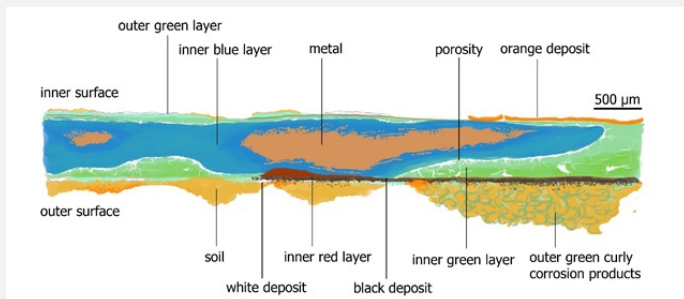 outer green layer
inner blue layer
metal
porosity
orange deposit
inner surface
500 µm
outer surface
soil
inner red layer
inner green layer
outer green curly
corrosion products
white deposit
black deposit